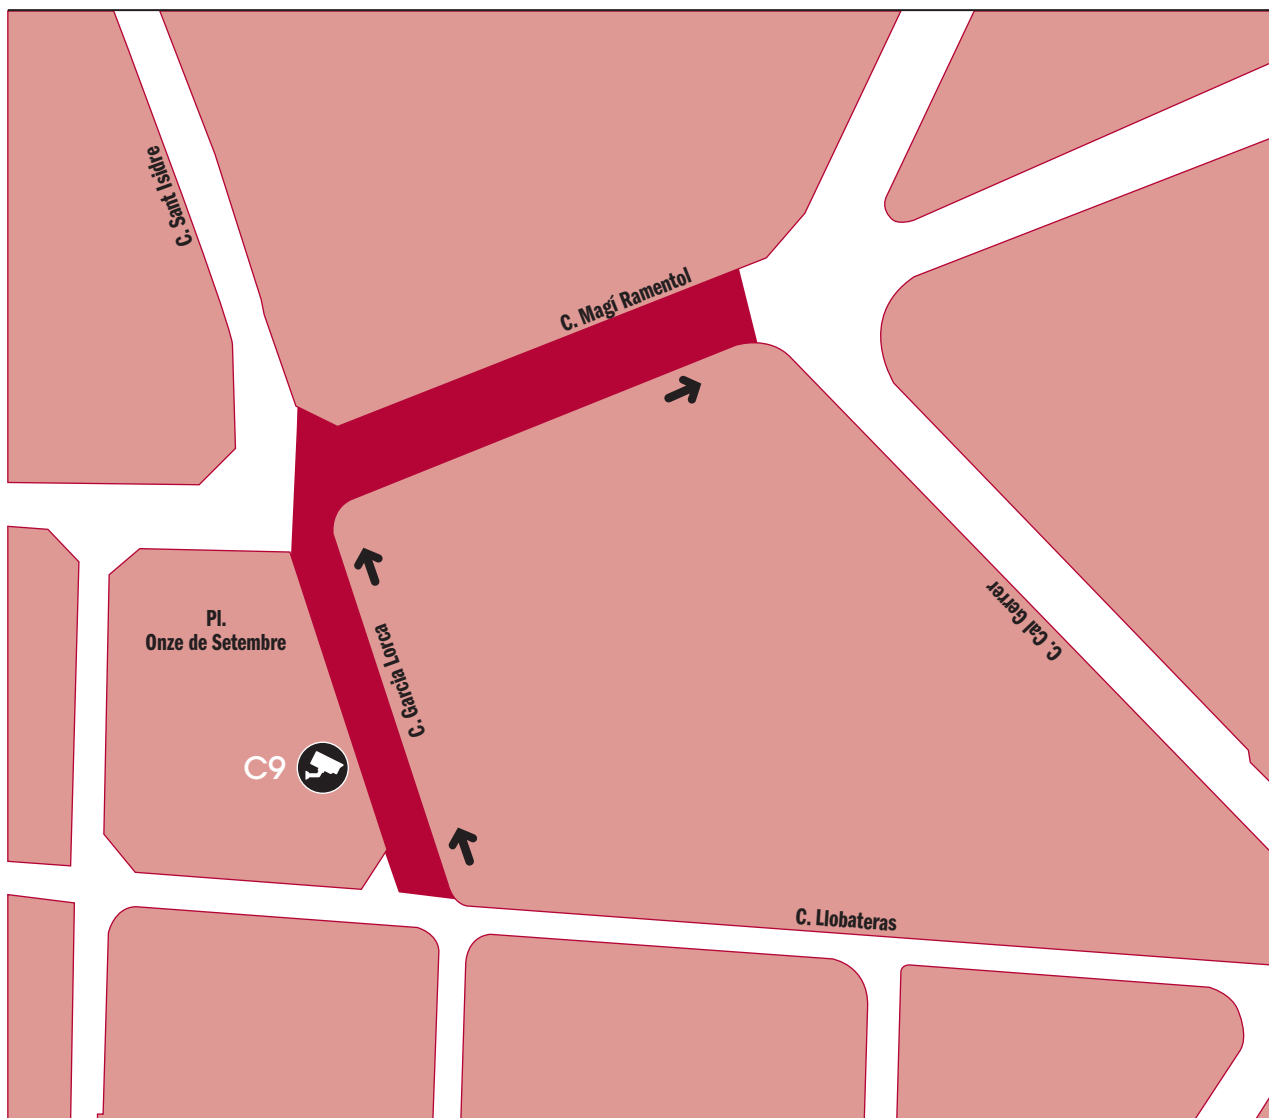 C. Sant Isidre
C. Magí Ramentol
C. Cal Gerrer
Pl.
Onze de Setembre
C. Garcia Lorca
C9
C. Llobateras